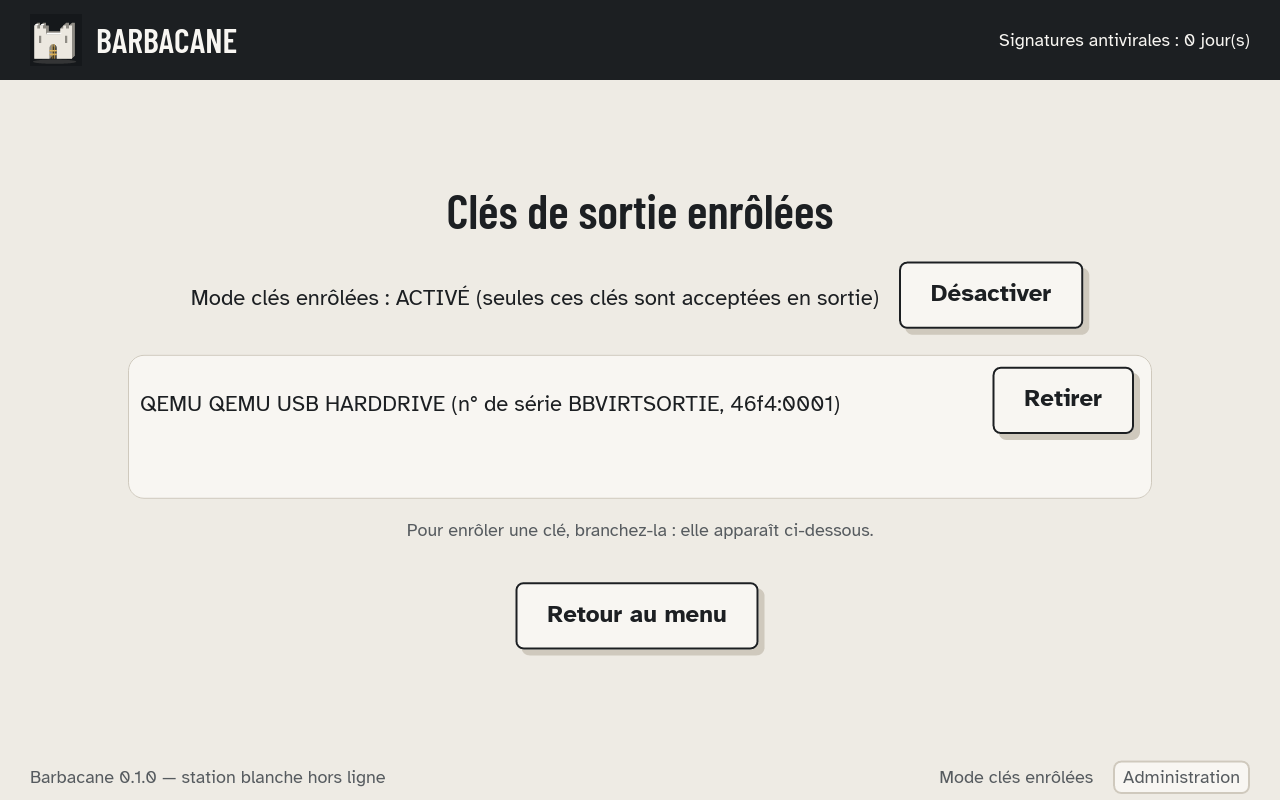 BARBACANE
Signatures antivirales : 0 jour(s)
Clés de sortie enrôlées
Mode clés enrôlées : ACTIVÉ (seules ces clés sont acceptées en sortie)
Désactiver
QEMU QEMU USB HARDDRIVE (n° de série BBVIRTSORTIE, 46f4:0001)
Retirer
Pour enrôler une clé, branchez-la : elle apparaît ci-dessous.
Retour au menu
Barbacane 0.1.0 — station blanche hors ligne
Mode clés enrôlées
Administration